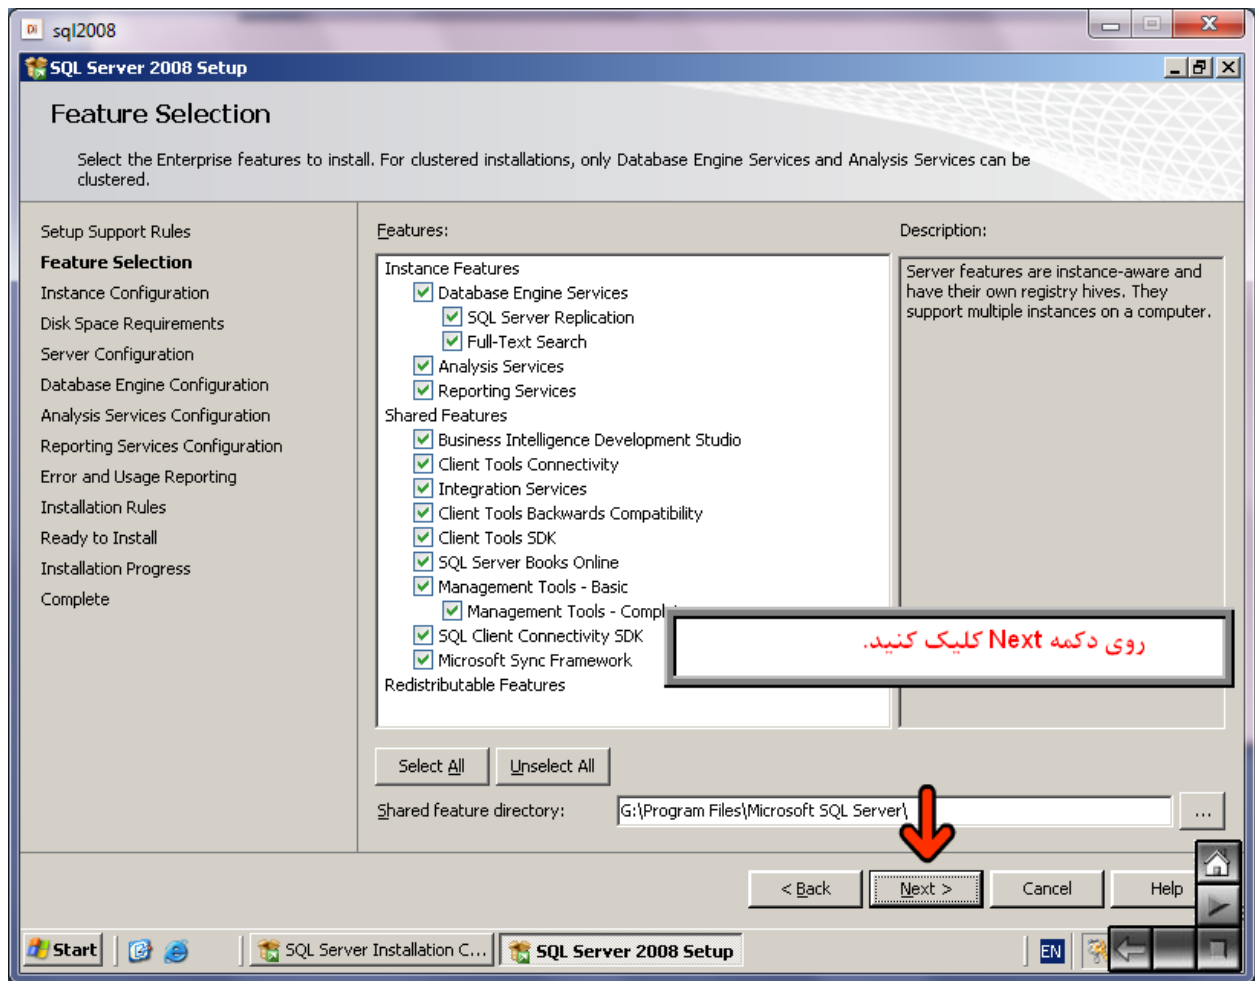 sql2008
SQL Server 2008 Setup
Feature Selection
Select the Enterprise features to install. For clustered installations, only Database Engine Services and Analysis Services can be
clustered.
Setup Support Rules
Feature Selection
Instance Configuration
Disk Space Requirements
Server Configuration
Database Engine Configuration
Analysis Services Configuration
Reporting Services Configuration
Error and Usage Reporting
Installation Rules
Ready to Install
Installation Progress
Complete
Features:
Instance Features
Database Engine Services
SQL Server Replication
Full-Text Search
Analysis Services
Reporting Services
Shared Features
Business Intelligence Development Studio
Client Tools Connectivity
Integration Services
Client Tools Backwards Compatibility
Client Tools SDK
SQL Server Books Online
Management Tools - Basic
Management Tools -
SQL Client Connectivity SDK
Microsoft Sync Framework
Redistributable Features
Description:
Server features are instance-aware and
have their own registry hives. They
support multiple instances on a computer.
روی دکمه Next کلیک کنید.
Select All
Unselect All
Shared feature directory:
G:\Program Files\Microsoft SQL Server\
...
< Back
Next >
Cancel
Help
Start
SQL Server Installation C...
SQL Server 2008 Setup
EN